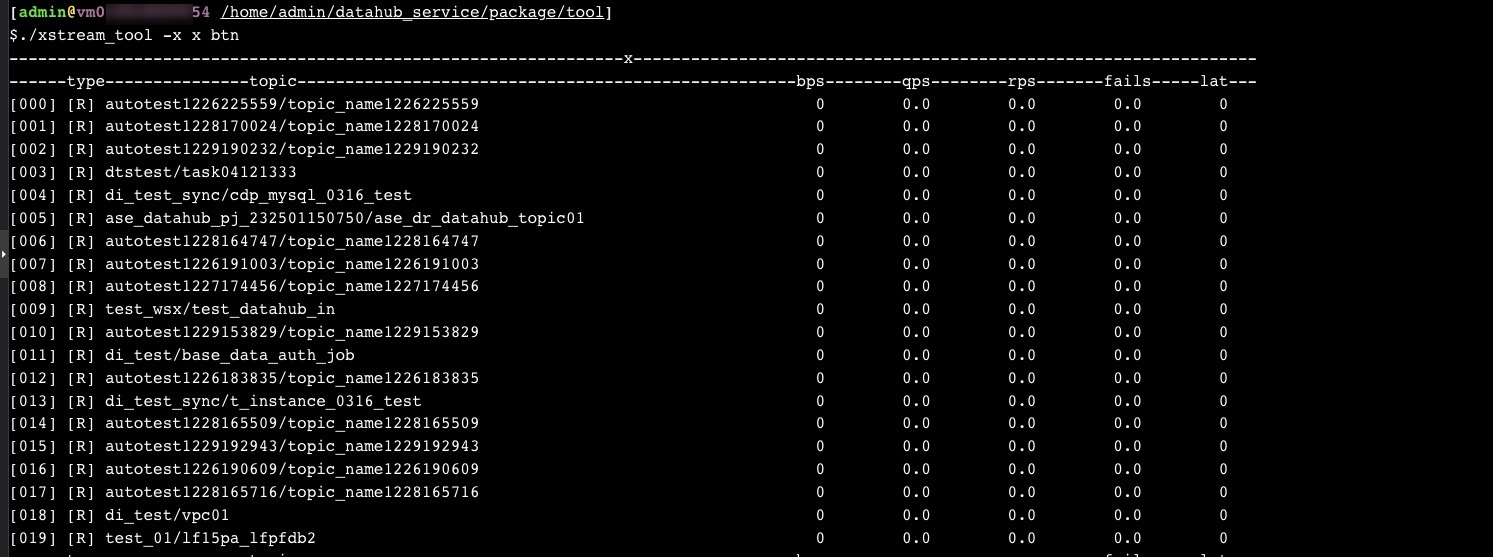 [admin@vm0 54 /home/admin/datahub_service/package/tool]
$./xstream_tool -x x btn
----------------------------------------------------------------x-----------------------------------------------------------------
------type---------------topic----------------------------------------------------bps--------qps--------rps-------fails-----lat---
[000] [R] autotest1226225559/topic_name1226225559 0 0.0 0.0 0.0 0
[001] [R] autotest1228170024/topic_name1228170024 0 0.0 0.0 0.0 0
[002] [R] autotest1229190232/topic_name1229190232 0 0.0 0.0 0.0 0
[003] [R] dtstest/task04121333 0 0.0 0.0 0.0 0
[004] [R] di_test_sync/cdp_mysql_0316_test 0 0.0 0.0 0.0 0
[005] [R] ase_datahub_pj_232501150750/ase_dr_datahub_topic01 0 0.0 0.0 0.0 0
[006] [R] autotest1228164747/topic_name1228164747 0 0.0 0.0 0.0 0
[007] [R] autotest1226191003/topic_name1226191003 0 0.0 0.0 0.0 0
[008] [R] autotest1227174456/topic_name1227174456 0 0.0 0.0 0.0 0
[009] [R] test_wsx/test_datahub_in 0 0.0 0.0 0.0 0
[010] [R] autotest1229153829/topic_name1229153829 0 0.0 0.0 0.0 0
[011] [R] di_test/base_data_auth_job 0 0.0 0.0 0.0 0
[012] [R] autotest1226183835/topic_name1226183835 0 0.0 0.0 0.0 0
[013] [R] di_test_sync/t_instance_0316_test 0 0.0 0.0 0.0 0
[014] [R] autotest1228165509/topic_name1228165509 0 0.0 0.0 0.0 0
[015] [R] autotest1229192943/topic_name1229192943 0 0.0 0.0 0.0 0
[016] [R] autotest1226190609/topic_name1226190609 0 0.0 0.0 0.0 0
[017] [R] autotest1228165716/topic_name1228165716 0 0.0 0.0 0.0 0
[018] [R] di_test/vpc01 0 0.0 0.0 0.0 0
[019] [R] test_01/lf15pa_lfpfdb2 0 0.0 0.0 0.0 0